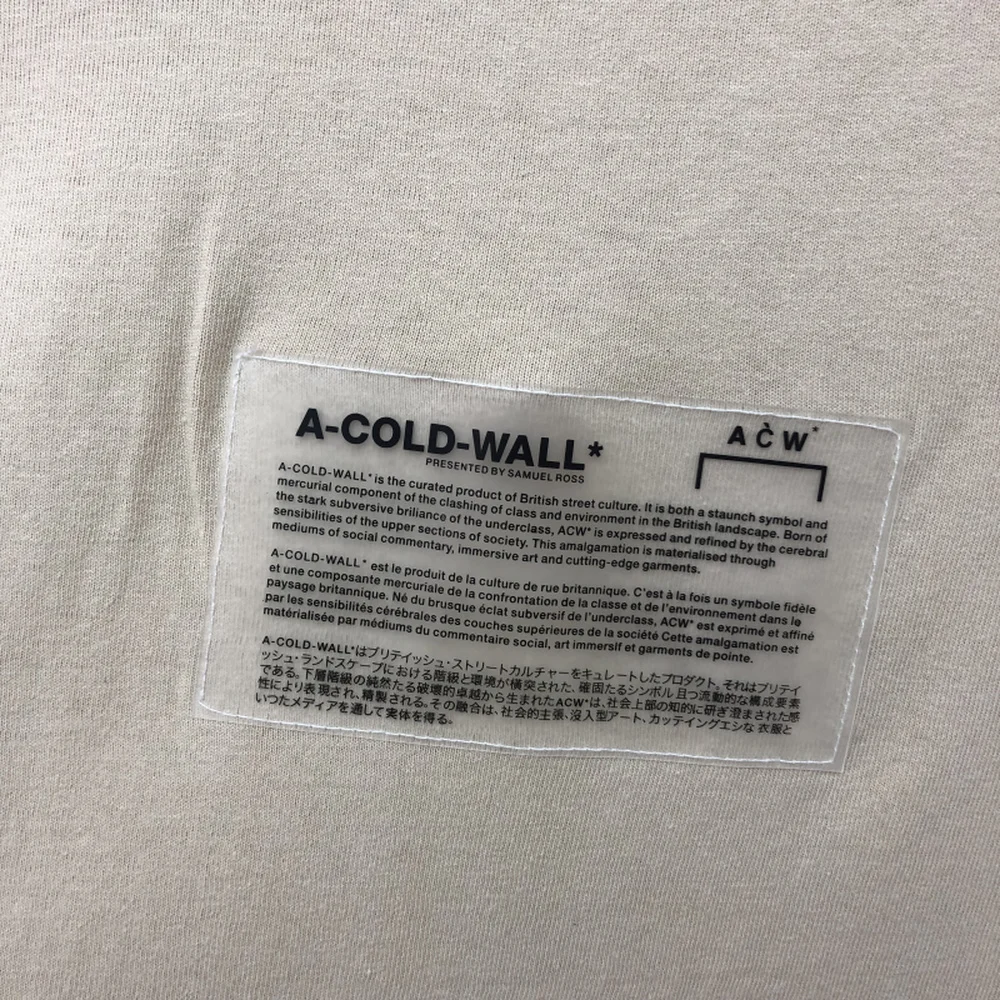 A-COLD-WALL*
PRESENTED BY SAMUEL ROSS
AĊW*
A-COLD-WALL* is the curated product of British street culture. It is both a staunch symbol and
mercurial component of the clashing of class and environment in the British landscape. Born of
the stark subversive briliance of the underclass, ACW* is expressed and refined by the cerebral
sensibilities of the upper sections of society. This amalgamation is materialised through
mediums of social commentary, immersive art and cutting-edge garments.
A-COLD-WALL* est le produit de la culture de rue britannique. C'est à la fois un symbole fidèle
et une composante mercuriale de la confrontation de la classe et de l'environnement dans le
paysage britannique. Né du brusque éclat subversif de l'underclass, ACW* est exprimé et affiné
par les sensibilités cérébrales des couches supérieures de la société Cette amalgamation est
matérialisée par médiums du commentaire social, art immersif et garments de pointe.
A-COLD-WALL*はブリテイッシュ・ストリートカルチャーをキュレートしたプロダクト。それはブリテイ
ッシュ・ランドスケープにおける階級と環境が衝突された、確固たるシンボル且つ流動的な構成要素
である。下層階級の純然たる破壊的卓越から生まれたACW*は、社会上部の知的に研ぎ澄まされた感
性により表現され、精製される。その融合は、社会的主張、没入型アート、カッテイングエシな 衣服と
いつたメディアを通して実体を得る。